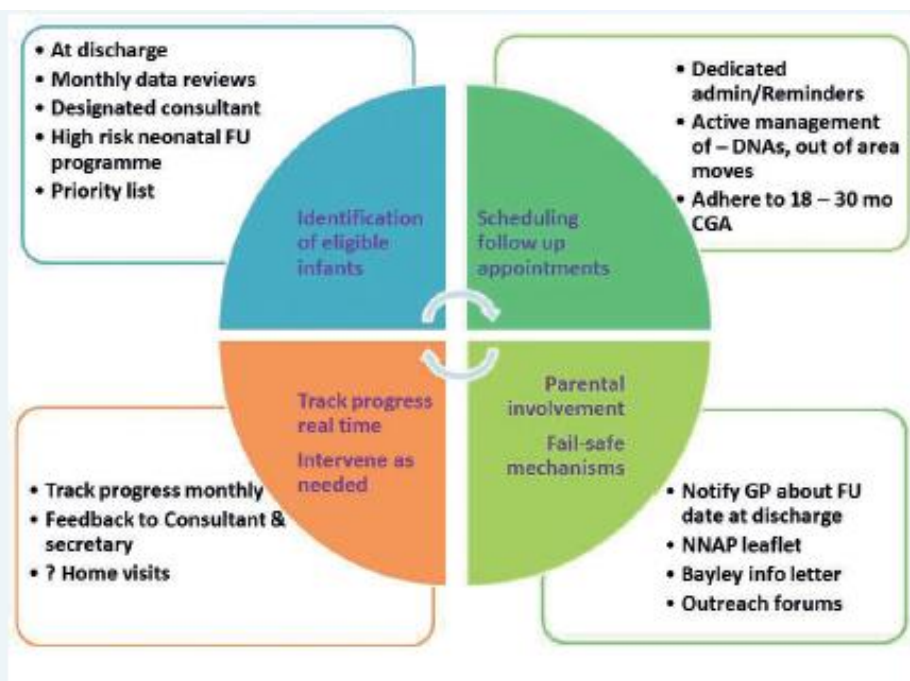 • At discharge
• Monthly data reviews
• Designated consultant
• High risk neonatal FU
programme
• Priority list
• Dedicated
admin/Reminders
• Active management
of – DNAs, out of area
moves
• Adhere to 18 – 30 mo
CGA
Identification
of eligible
infants
Scheduling
follow up
appointments
Track progress
real time
Intervene as
needed
Parental
involvement
Fail-safe
mechanisms
• Track progress monthly
• Feedback to Consultant &
secretary
• ? Home visits
• Notify GP about FU
date at discharge
• NNAP leaflet
• Bayley info letter
• Outreach forums